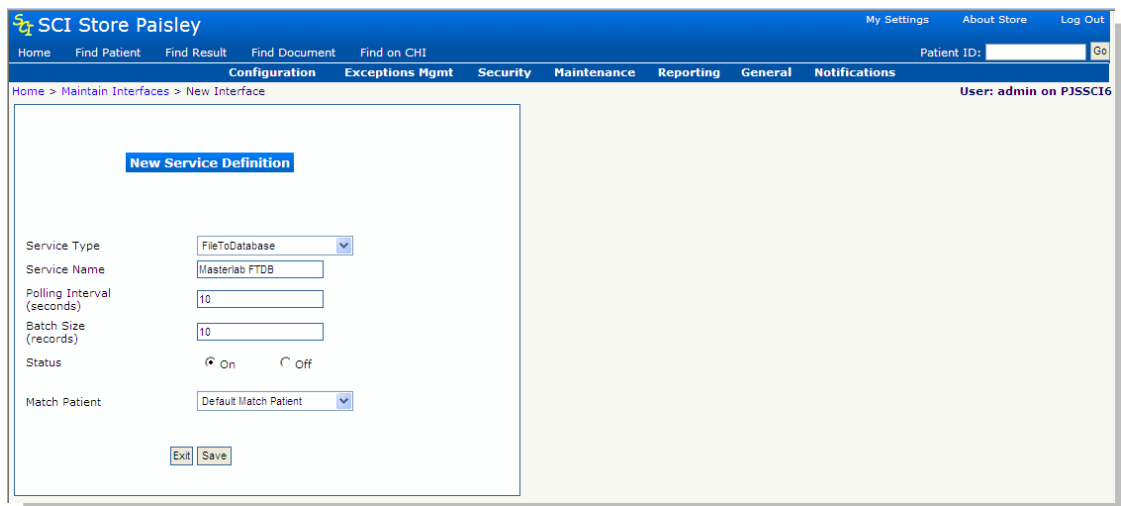 SCI Store Paisley
My Settings About Store Log Out
Home Find Patient Find Result Find Document Find on CHI Patient ID: Go
Configuration Exceptions Mgmt Security Maintenance Reporting General Notifications
Home > Maintain Interfaces > New Interface User: admin on PJSSCI6
New Service Definition
Service Type FileToDatabase
Service Name Masterlab FTDB
Polling Interval
(seconds) 10
Batch Size
(records) 10
Status On Off
Match Patient Default Match Patient
Exit Save